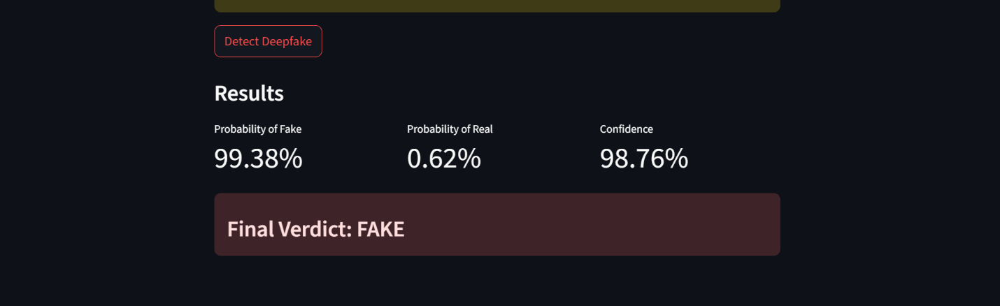 Detect Deepfake
Results
Probability of Fake
Probability of Real
Confidence
99.38%
0.62%
98.76%
Final Verdict: FAKE